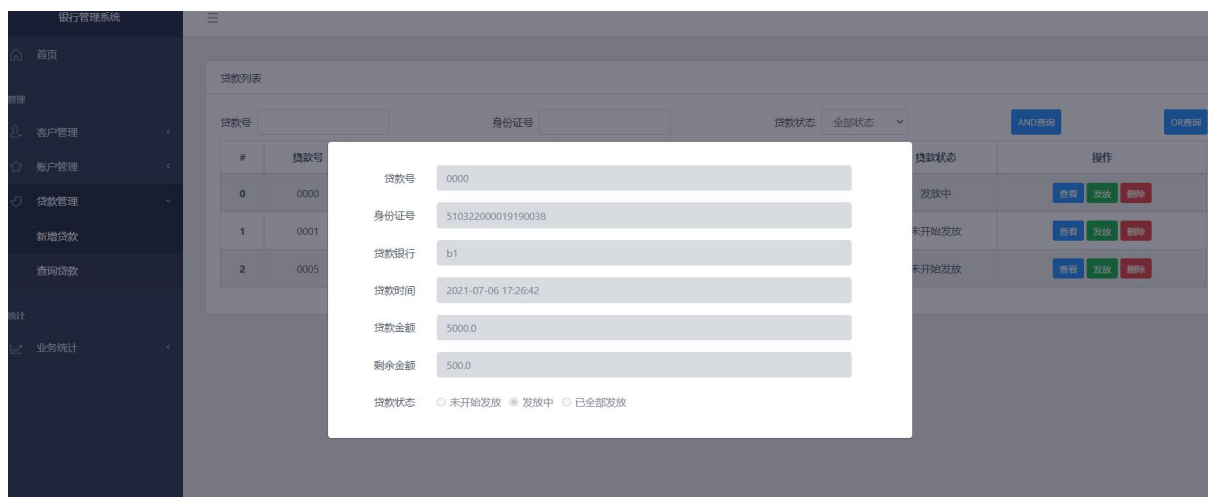 银行管理系统
首页
管理
客户管理
账户管理
贷款管理
新增贷款
查询贷款
统计
业务统计
贷款列表
贷款号 身份证号 贷款状态 全部状态 AND查询 OR查询
# 贷款号 贷款状态 操作
0 0000 发放中 查看 发放 删除
1 0001 未开始发放 查看 发放 删除
2 0005 未开始发放 查看 发放 删除
贷款号 0000
身份证号 510322000019190038
贷款银行 b1
贷款时间 2021-07-06 17:26:42
贷款金额 5000.0
剩余金额 500.0
贷款状态 未开始发放 发放中 已全部发放